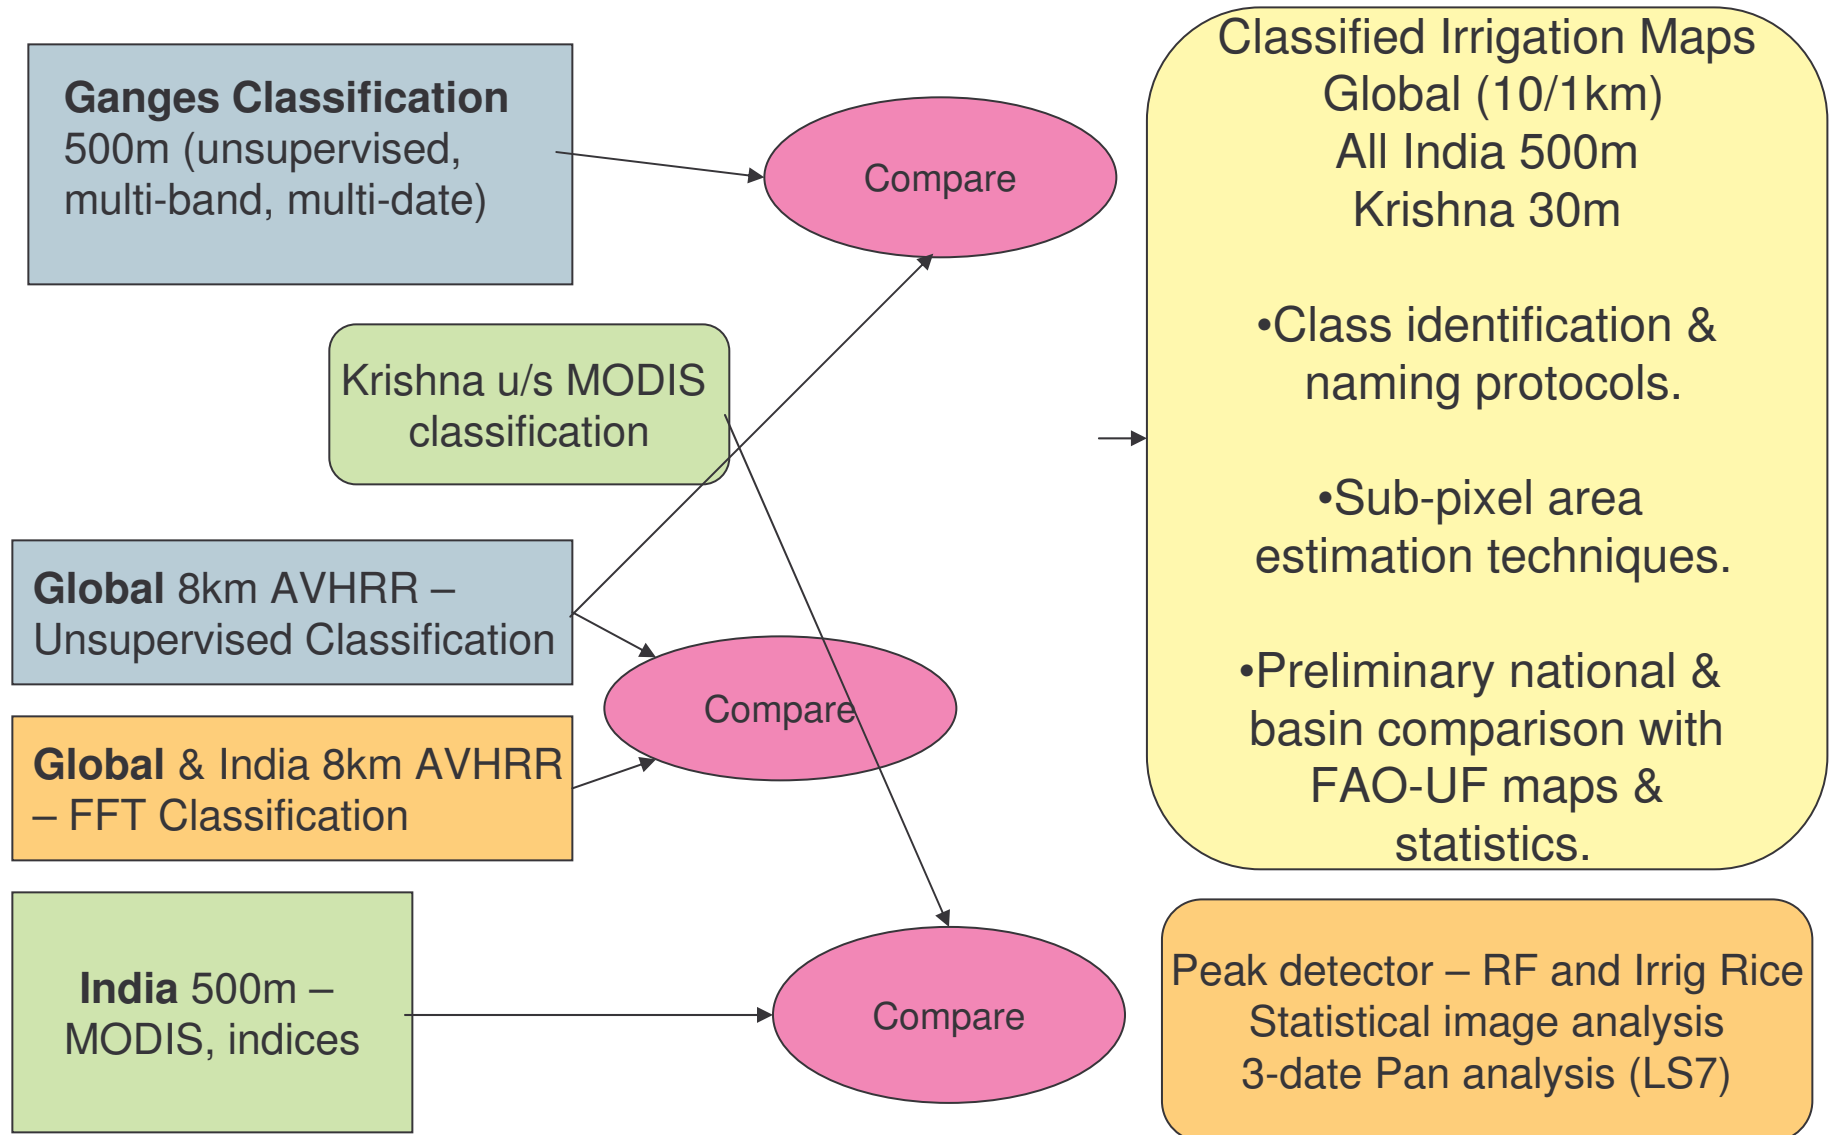 Ganges Classification
500m (unsupervised,
multi-band, multi-date)
Compare
Krishna u/s MODIS
classification
Global 8km AVHRR –
Unsupervised Classification
Compare
Global & India 8km AVHRR
– FFT Classification
India 500m –
MODIS, indices
Compare
Classified Irrigation Maps
Global (10/1km)
All India 500m
Krishna 30m
•Class identification &
naming protocols.
•Sub-pixel area
estimation techniques.
•Preliminary national &
basin comparison with
FAO-UF maps &
statistics.
Peak detector – RF and Irrig Rice
Statistical image analysis
3-date Pan analysis (LS7)